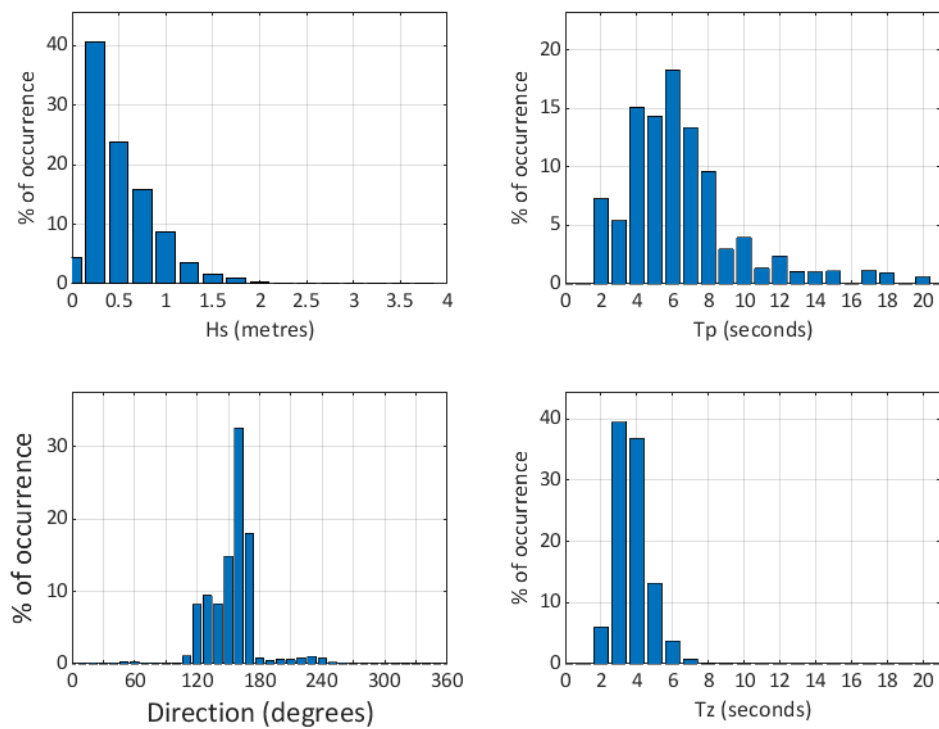 % of occurrence
40
30
20
10
0
0 0.5 1 1.5 2 2.5 3 3.5 4
Hs (metres)
% of occurrence
20
15
10
5
0
0 2 4 6 8 10 12 14 16 18 20
Tp (seconds)
% of occurrence
30
20
10
0
0 120 180 240 300 360
Direction (degrees)
% of occurrence
40
30
20
10
0
0 2 4 6 8 10 12 14 16 18 20
Tz (seconds)